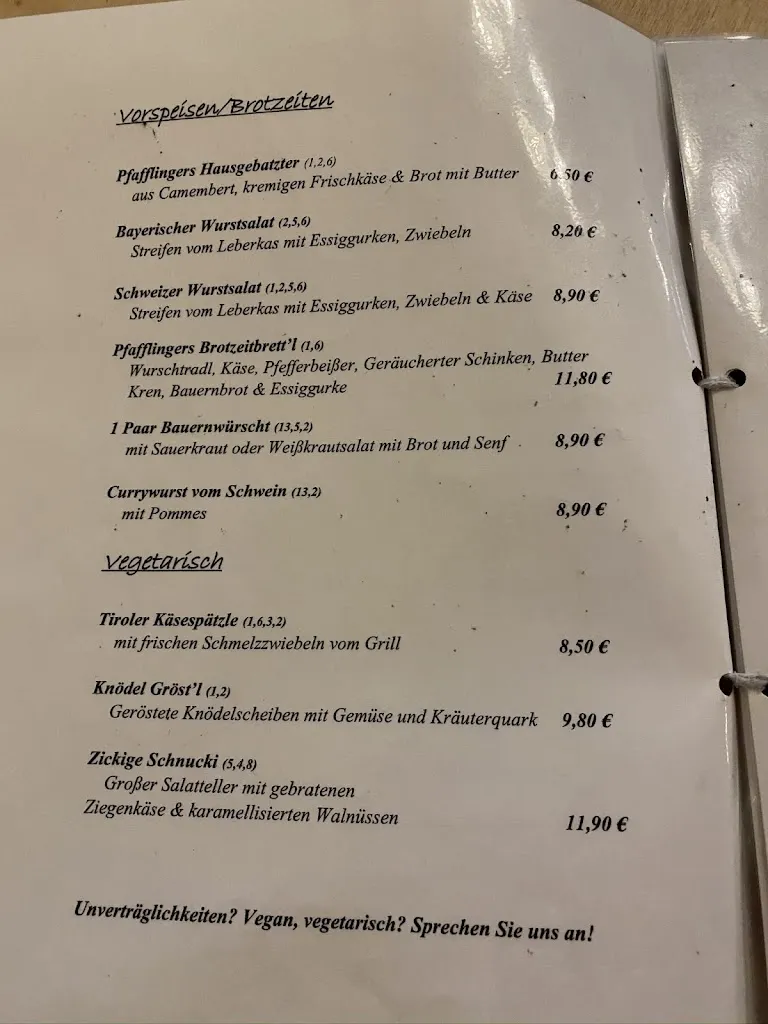 Vorspeisen/Brotzeiten
Pfafflingers Hausgebatzter (1,2,6)
aus Camembert, kremigen Frischkäse & Brot mit Butter 6,50 €
Bayerischer Wurstsalat (2,5,6)
Streifen vom Leberkas mit Essiggurken, Zwiebeln 8,20 €
Schweizer Wurstsalat (1,2,5,6)
Streifen vom Leberkas mit Essiggurken, Zwiebeln & Käse 8,90 €
Pfafflingers Brotzeitbrett'l (1,6)
Wurschtradl, Käse, Pfefferbeißer, Geräucherter Schinken, Butter
Kren, Bauernbrot & Essiggurke 11,80 €
1 Paar Bauernwürscht (13,5,2)
mit Sauerkraut oder Weißkrautsalat mit Brot und Senf 8,90 €
Currywurst vom Schwein (13,2)
mit Pommes 8,90 €
Vegetarisch
Tiroler Käsespätzle (1,6,3,2)
mit frischen Schmelzzwiebeln vom Grill 8,50 €
Knödel Gröst'l (1,2)
Geröstete Knödelscheiben mit Gemüse und Kräuterquark 9,80 €
Zickige Schnucki (5,4,8)
Großer Salatteller mit gebratenen
Ziegenkäse & karamellisierten Walnüssen 11,90 €
Unverträglichkeiten? Vegan, vegetarisch? Sprechen Sie uns an!